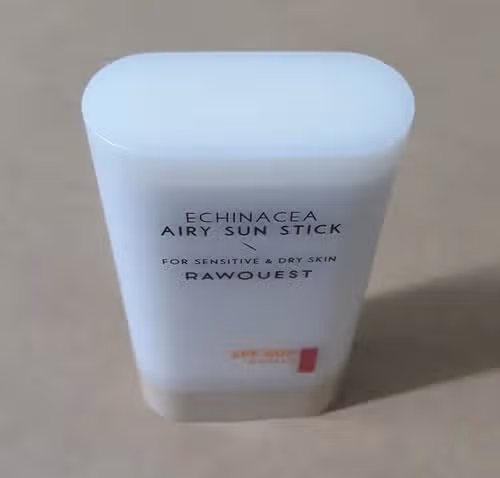 ECHINACEA
AIRY SUN STICK
FOR SENSITIVE & DRY SKIN
RAWQUEST